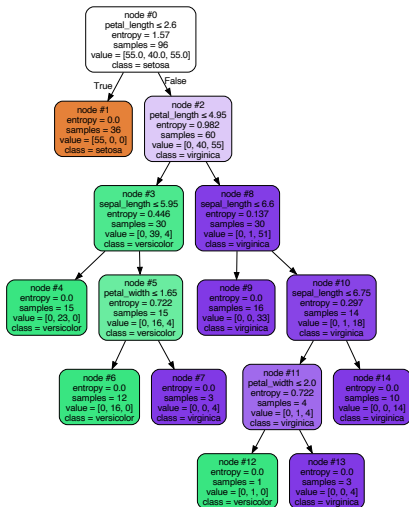 node #0
petal_length ≤ 2.6
entropy = 1.57
samples = 96
value = [55.0, 40.0, 55.0]
class = setosa
True
False
node #1
entropy = 0.0
samples = 36
value = [55, 0, 0]
class = setosa
node #2
petal_length ≤ 4.95
entropy = 0.982
samples = 60
value = [0, 40, 55]
class = virginica
node #3
sepal_length ≤ 5.95
entropy = 0.446
samples = 30
value = [0, 39, 4]
class = versicolor
node #8
sepal_length ≤ 6.6
entropy = 0.137
samples = 30
value = [0, 1, 51]
class = virginica
node #4
entropy = 0.0
samples = 15
value = [0, 23, 0]
class = versicolor
node #5
petal_width ≤ 1.65
entropy = 0.722
samples = 15
value = [0, 16, 4]
class = versicolor
node #9
entropy = 0.0
samples = 16
value = [0, 0, 33]
class = virginica
node #10
sepal_length ≤ 6.75
entropy = 0.297
samples = 14
value = [0, 1, 18]
class = virginica
node #6
entropy = 0.0
samples = 12
value = [0, 16, 0]
class = versicolor
node #7
entropy = 0.0
samples = 3
value = [0, 0, 4]
class = virginica
node #11
petal_width ≤ 2.0
entropy = 0.722
samples = 4
value = [0, 1, 4]
class = virginica
node #14
entropy = 0.0
samples = 10
value = [0, 0, 14]
class = virginica
node #12
entropy = 0.0
samples = 1
value = [0, 1, 0]
class = versicolor
node #13
entropy = 0.0
samples = 3
value = [0, 0, 4]
class = virginica